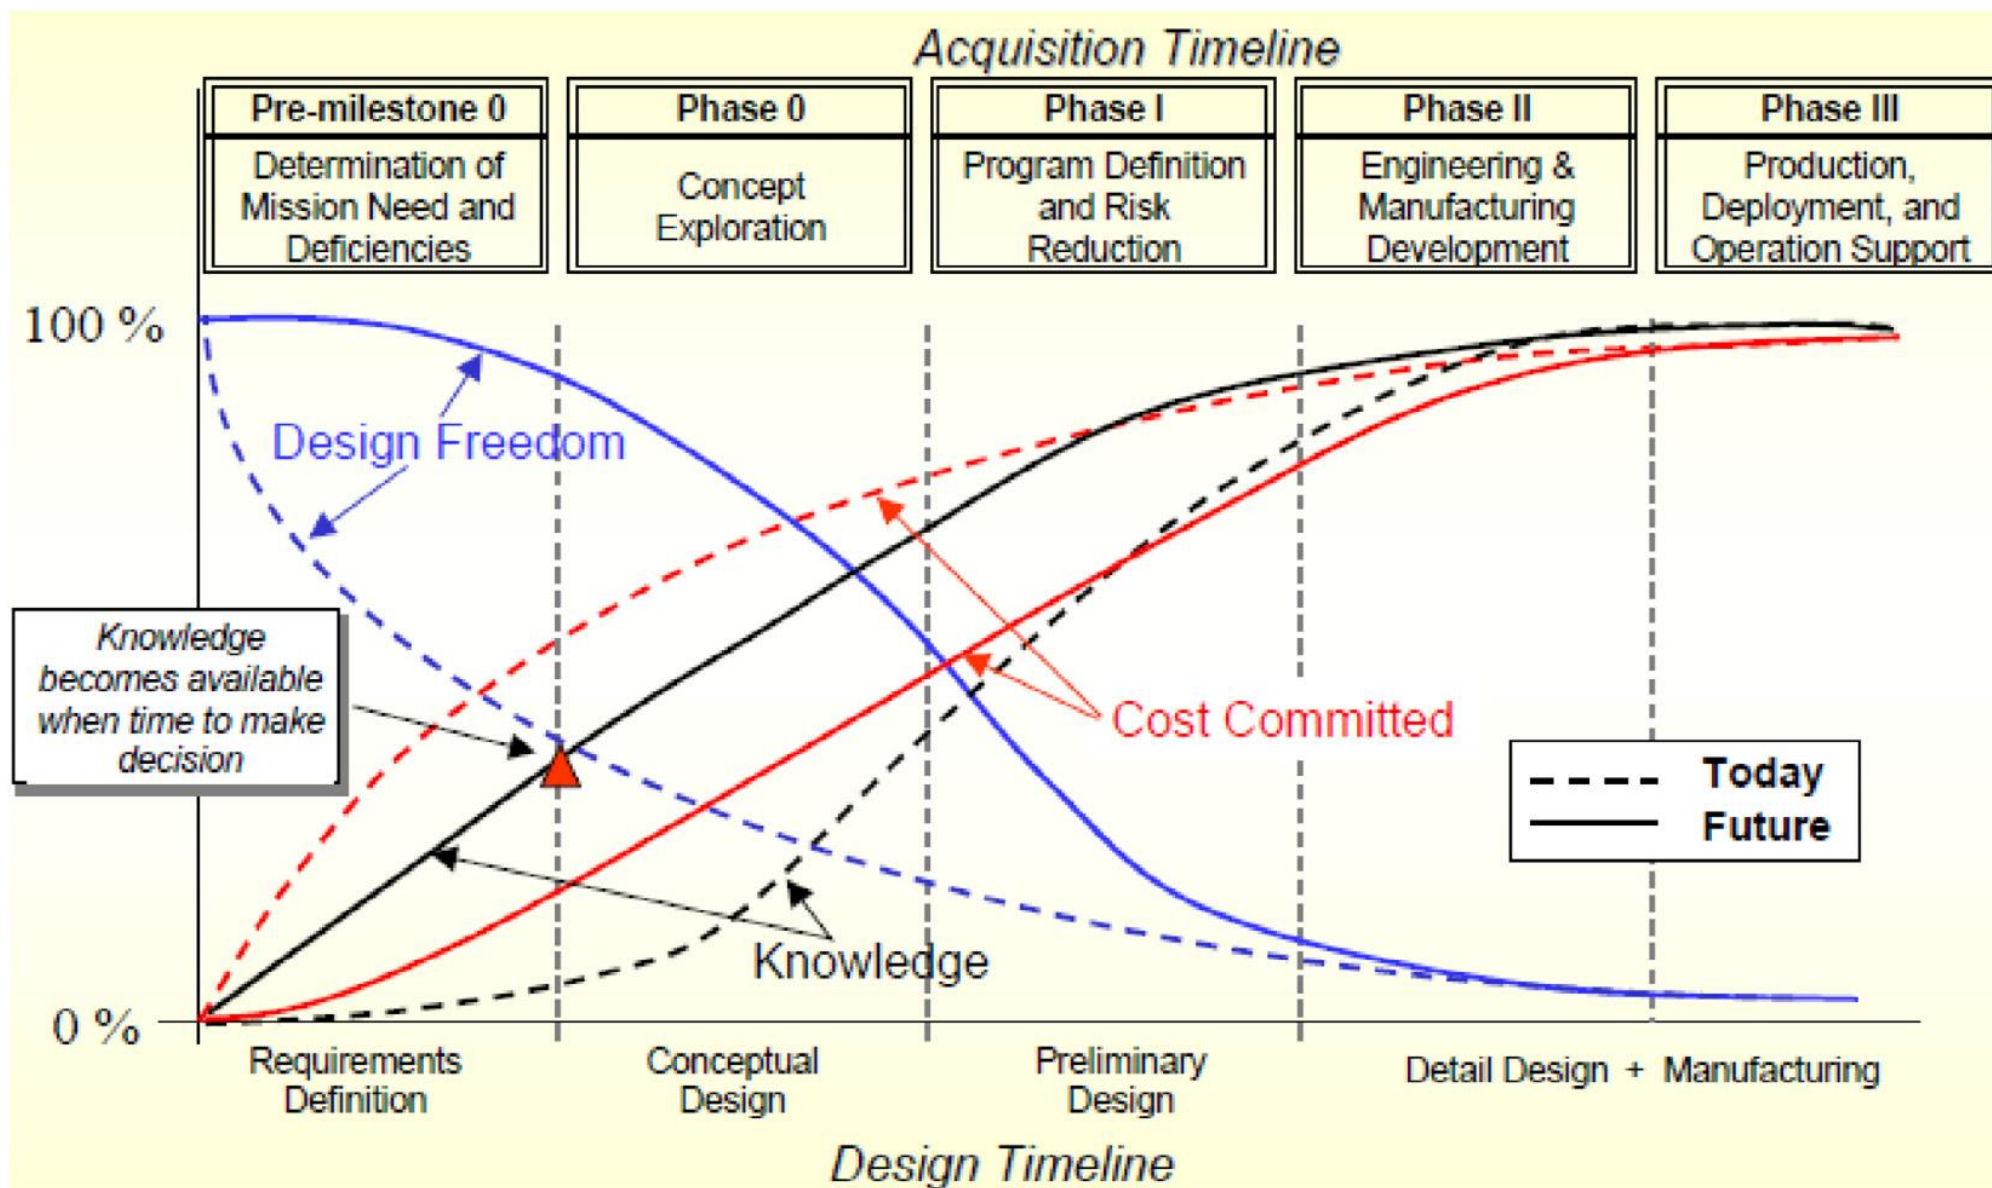 Acquisition Timeline
Pre-milestone 0
Determination of
Mission Need and
Deficiencies
Phase 0
Concept
Exploration
Phase I
Program Definition
and Risk
Reduction
Phase II
Engineering &
Manufacturing
Development
Phase III
Production,
Deployment, and
Operation Support
100 %
Design Freedom
Knowledge
becomes available
when time to make
decision
Cost Committed
Today
Future
Knowledge
0 %
Requirements
Definition
Conceptual
Design
Preliminary
Design
Detail Design + Manufacturing
Design Timeline